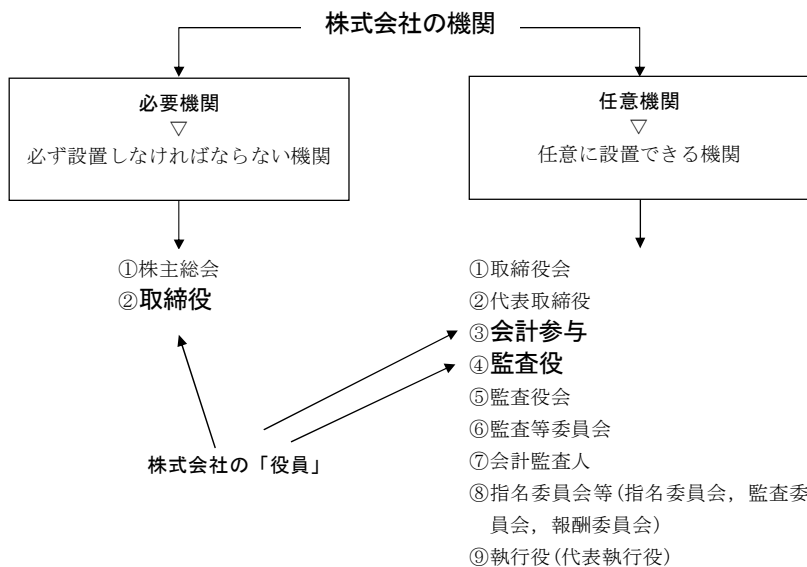 株式会社の機関
必要機関
▽
必ず設置しなければならない機関
任意機関
▽
任意に設置できる機関
①株主総会
②取締役
①取締役会
②代表取締役
③会計参与
④監査役
⑤監査役会
⑥監査等委員会
⑦会計監査人
⑧指名委員会等(指名委員会，監査委
員会，報酬委員会)
⑨執行役(代表執行役)
株式会社の「役員」